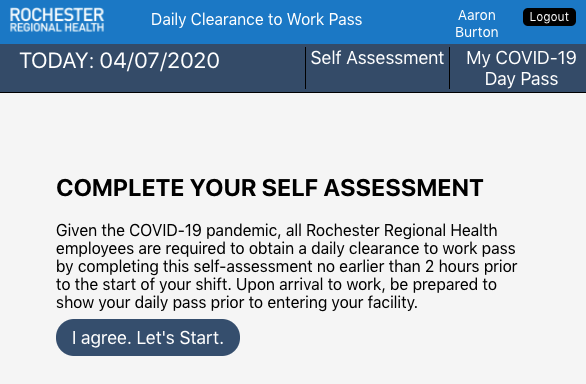 ROCHESTER
REGIONAL HEALTH
Daily Clearance to Work Pass
Aaron
Burton
Logout
TODAY: 04/07/2020
Self Assessment
My COVID-19
Day Pass
COMPLETE YOUR SELF ASSESSMENT
Given the COVID-19 pandemic, all Rochester Regional Health
employees are required to obtain a daily clearance to work pass
by completing this self-assessment no earlier than 2 hours prior
to the start of your shift. Upon arrival to work, be prepared to
show your daily pass prior to entering your facility.
I agree. Let's Start.